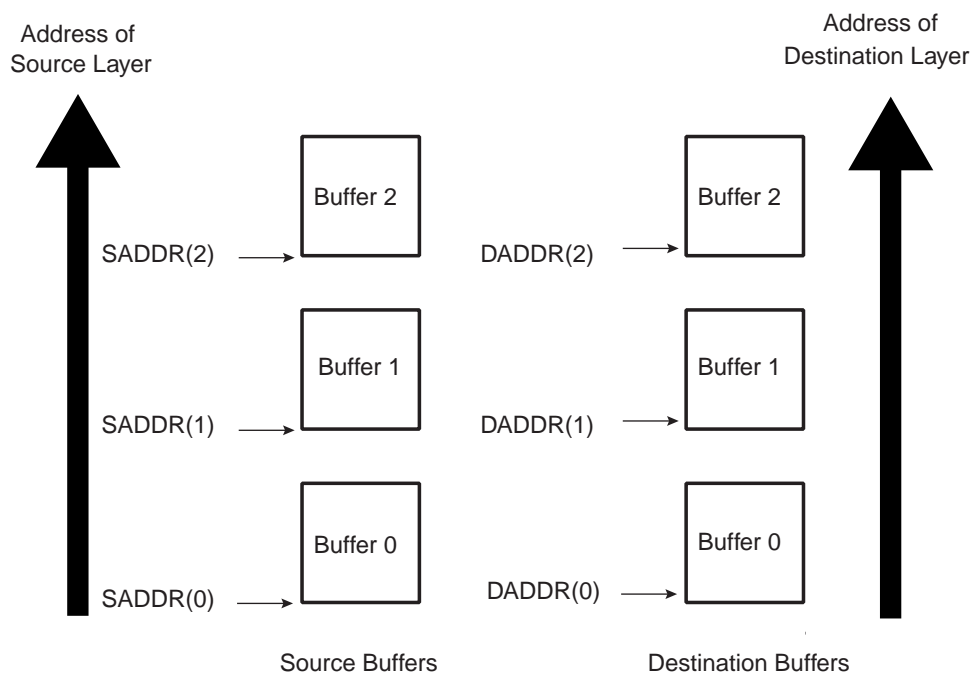 Address of
Source Layer
Address of
Destination Layer
Buffer 2
Buffer 2
SADDR(2)
DADDR(2)
Buffer 1
Buffer 1
SADDR(1)
DADDR(1)
Buffer 0
Buffer 0
SADDR(0)
DADDR(0)
Source Buffers
Destination Buffers